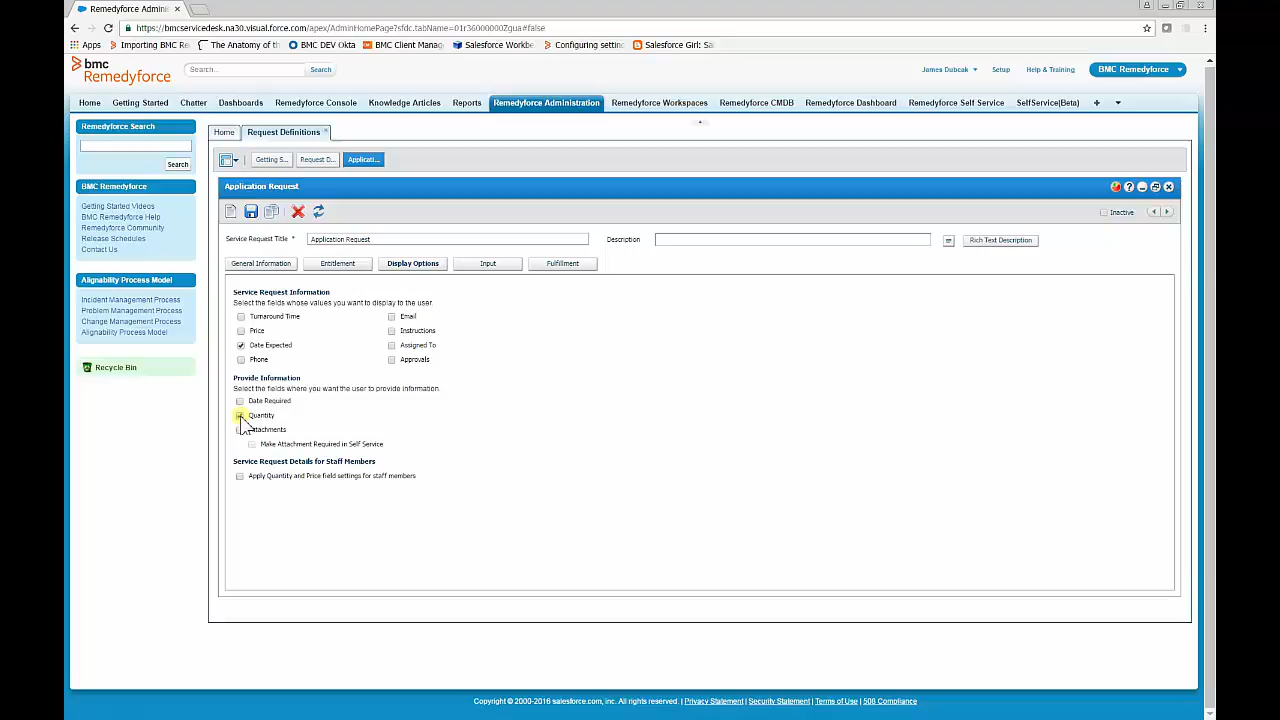 Remedyforce Adminis
https://bmcservicedesk.na30.visual.force.com/apex/AdminHomePage?sfdc.tabName=01r36000000Zgua#false
Apps Importing BMC Re The Anatomy of th BMC DEV Okta BMC Client Manag Salesforce Workbe Configuring settin Salesforce Girl: Sa
bmc
Remedyforce
Search... Search
James Dubcak Setup Help & Training BMC Remedyforce
Home Getting Started Chatter Dashboards Remedyforce Console Knowledge Articles Reports Remedyforce Administration Remedyforce Workspaces Remedyforce CMDB Remedyforce Dashboard Remedyforce Self Service SelfService(Beta) +
Remedyforce Search
Search
BMC Remedyforce
Getting Started Videos
BMC Remedyforce Help
Remedyforce Community
Release Schedules
Contact Us
Alignability Process Model
Incident Management Process
Problem Management Process
Change Management Process
Alignability Process Model
Recycle Bin
Home Request Definitions
Getting S... Request D... Applicati...
Application Request
Inactive
Service Request Title * Application Request Description Rich Text Description
General Information Entitlement Display Options Input Fulfillment
Service Request Information
Select the fields whose values you want to display to the user.
Turnaround Time Email
Price Instructions
Date Expected Assigned To
Phone Approvals
Provide Information
Select the fields where you want the user to provide information.
Date Required
Quantity
ttachments
Make Attachment Required in Self Service
Service Request Details for Staff Members
Apply Quantity and Price field settings for staff members
Copyright © 2000-2016 salesforce.com, inc. All rights reserved. | Privacy Statement | Security Statement | Terms of Use | 508 Compliance